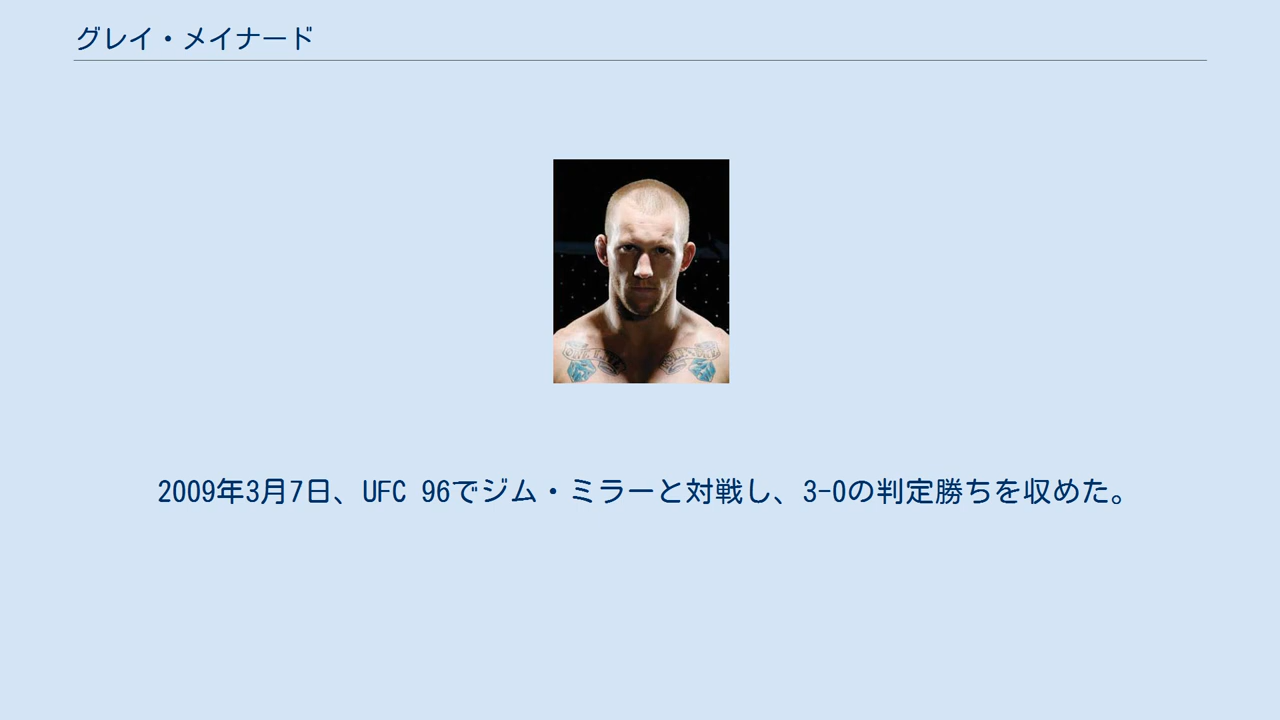 グレイ・メイナード
2009年3月7日、UFC 96でジム・ミラーと対戦し、3-0の判定勝ちを収めた。